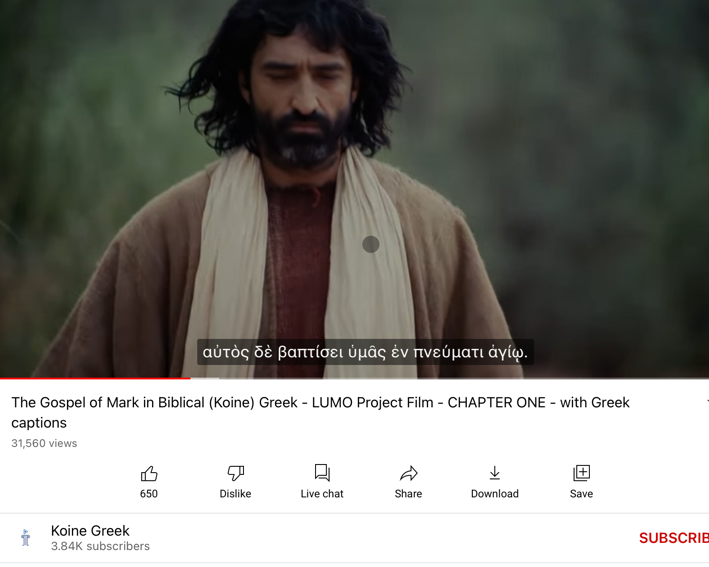 αὐτὸς δὲ βαπτίσει ὑμᾶς ἐν πνεύματι ἁγίῳ.
The Gospel of Mark in Biblical (Koine) Greek - LUMO Project Film - CHAPTER ONE - with Greek
captions
31,560 views
650 Dislike Live chat Share Download Save
Koine Greek
3.84K subscribers
SUBSCRIB